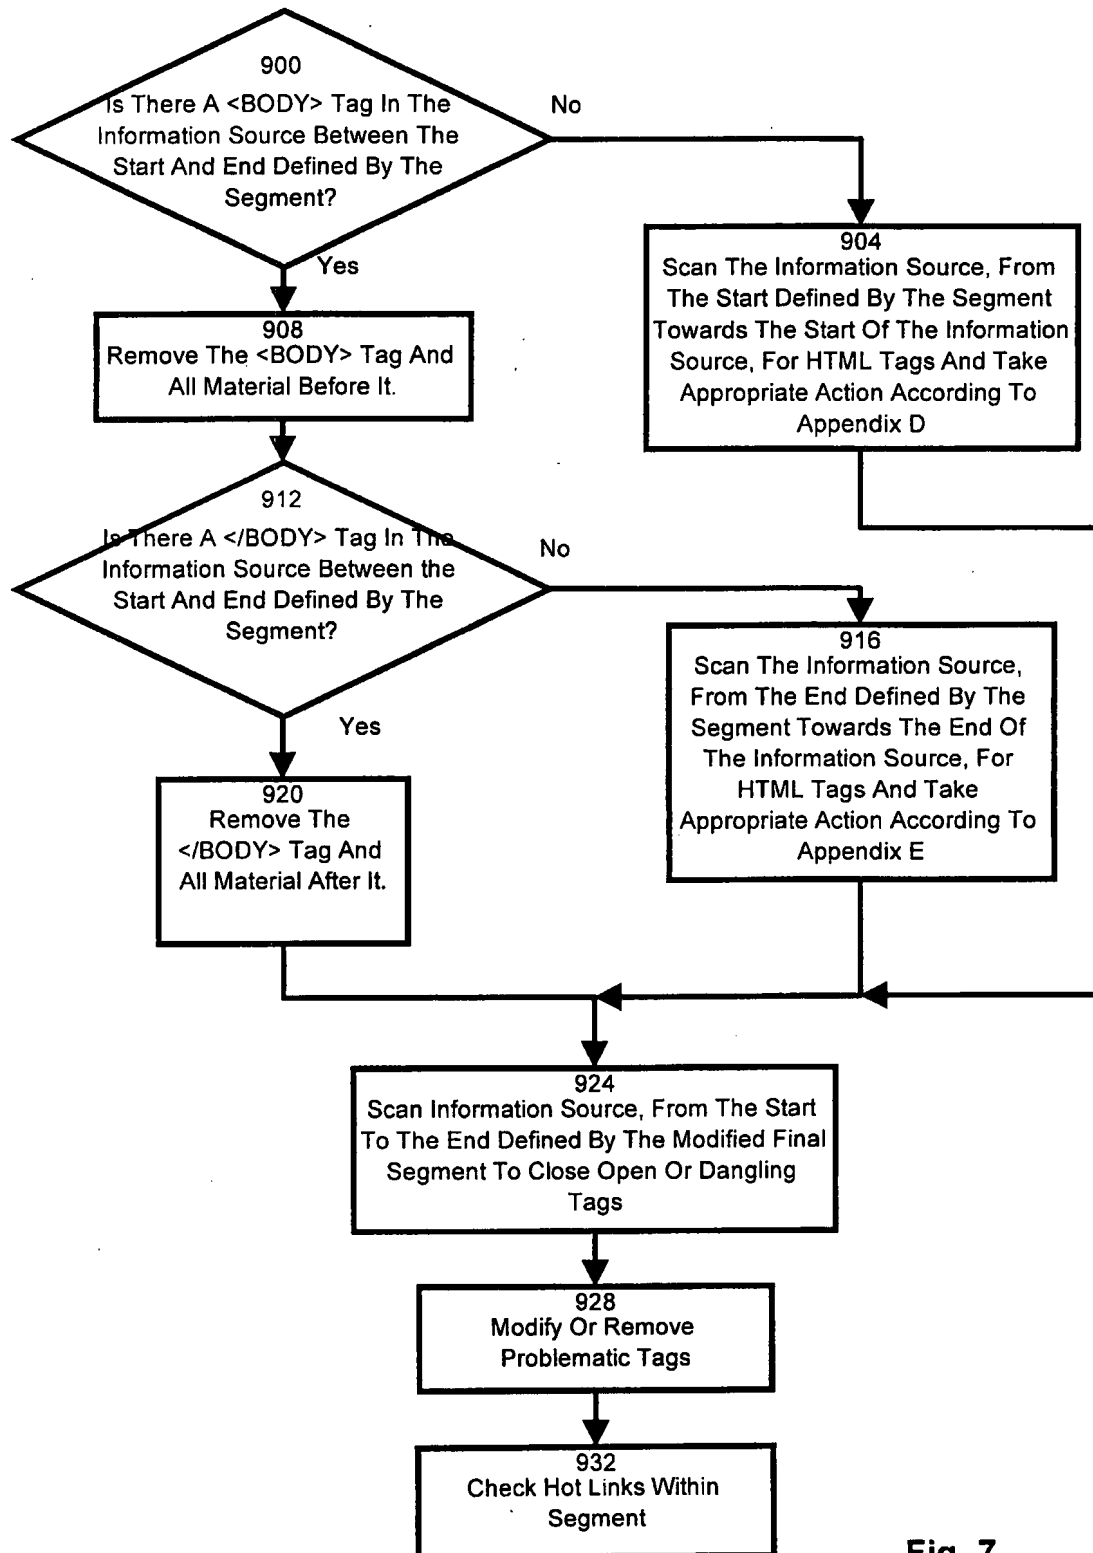 900
Is There A <BODY> Tag In The
Information Source Between The
Start And End Defined By The
Segment?
No
Yes
904
Scan The Information Source, From
The Start Defined By The Segment
Towards The Start Of The Information
Source, For HTML Tags And Take
Appropriate Action According To
Appendix D
908
Remove The <BODY> Tag And
All Material Before It.
912
Is There A </BODY> Tag In The
Information Source Between the
Start And End Defined By The
Segment?
No
Yes
916
Scan The Information Source,
From The End Defined By The
Segment Towards The End Of
The Information Source, For
HTML Tags And Take
Appropriate Action According To
Appendix E
920
Remove The
</BODY> Tag And
All Material After It.
924
Scan Information Source, From The Start
To The End Defined By The Modified Final
Segment To Close Open Or Dangling
Tags
928
Modify Or Remove
Problematic Tags
932
Check Hot Links Within
Segment
Fig. 7